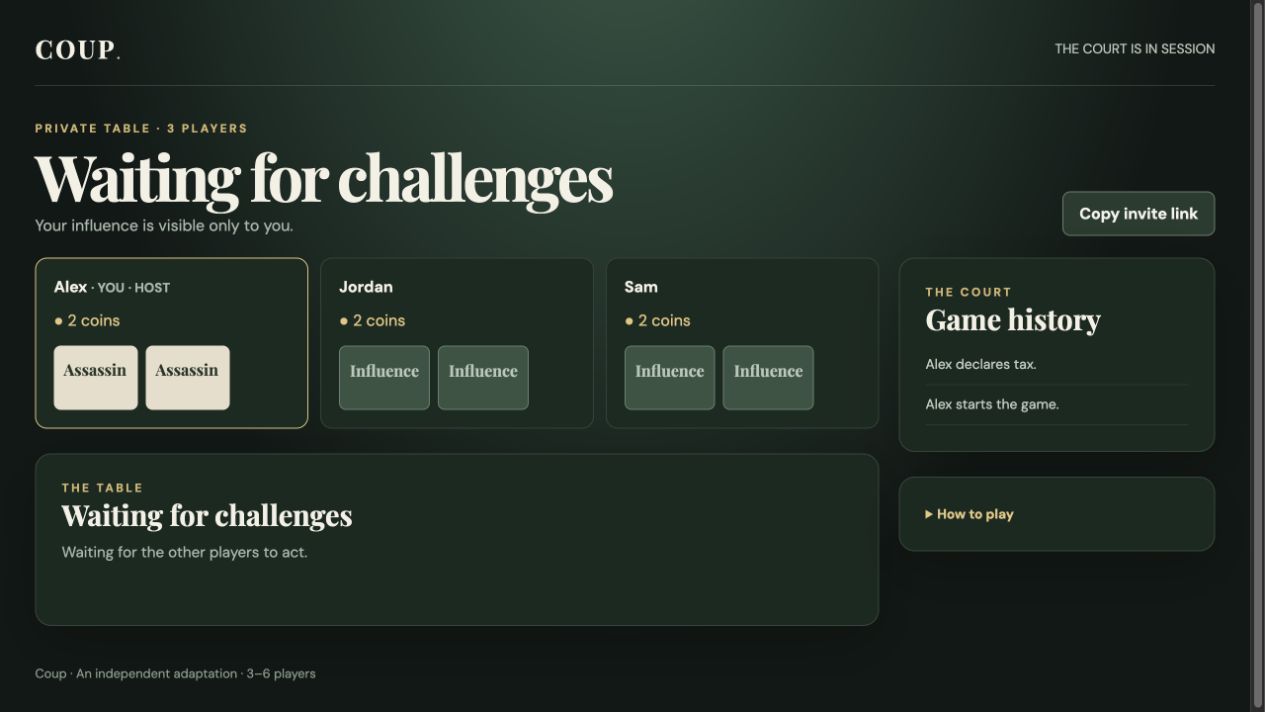 COUP.
THE COURT IS IN SESSION
PRIVATE TABLE · 3 PLAYERS
Waiting for challenges
Your influence is visible only to you.
Copy invite link
Alex · YOU · HOST
● 2 coins
Assassin
Assassin
Jordan
● 2 coins
Influence
Influence
Sam
● 2 coins
Influence
Influence
THE COURT
Game history
Alex declares tax.
Alex starts the game.
THE TABLE
Waiting for challenges
Waiting for the other players to act.
▸ How to play
Coup · An independent adaptation · 3–6 players